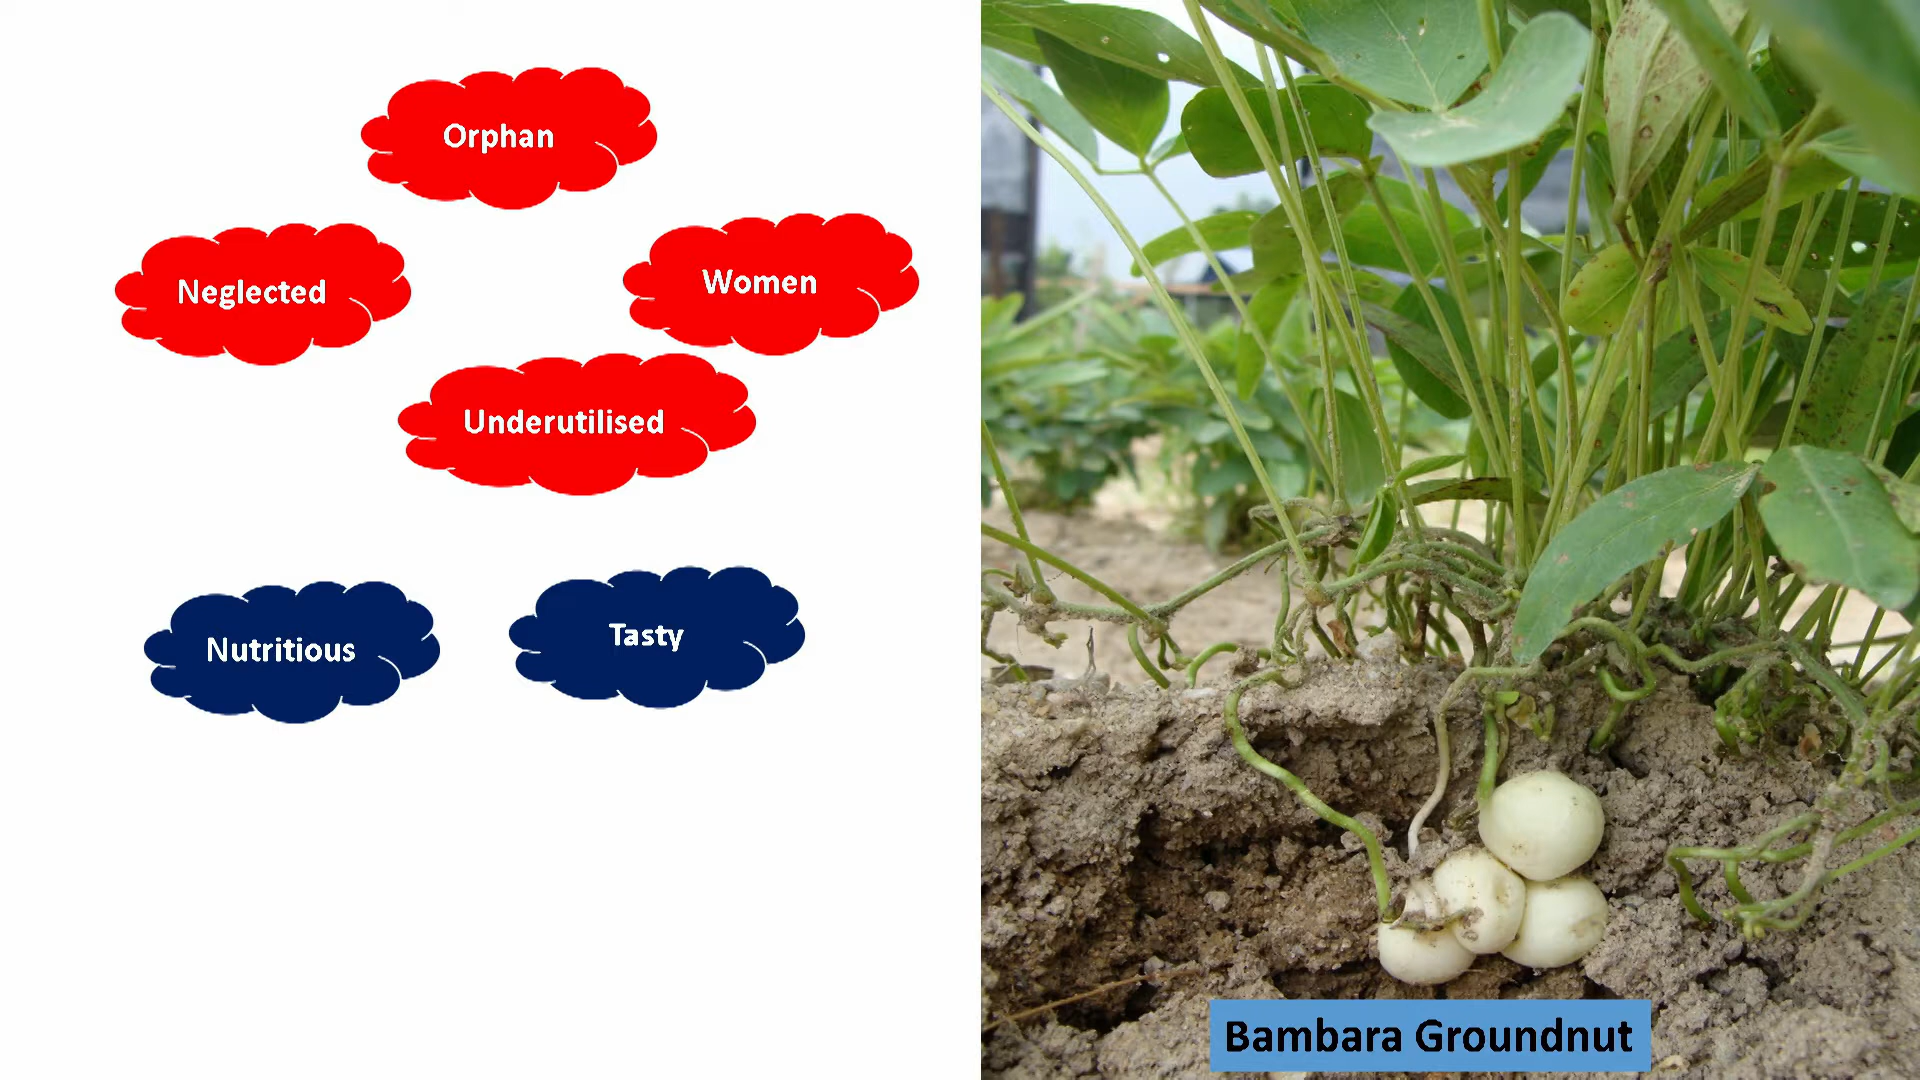 Orphan
Neglected
Women
Underutilised
Nutritious
Tasty
Bambara Groundnut